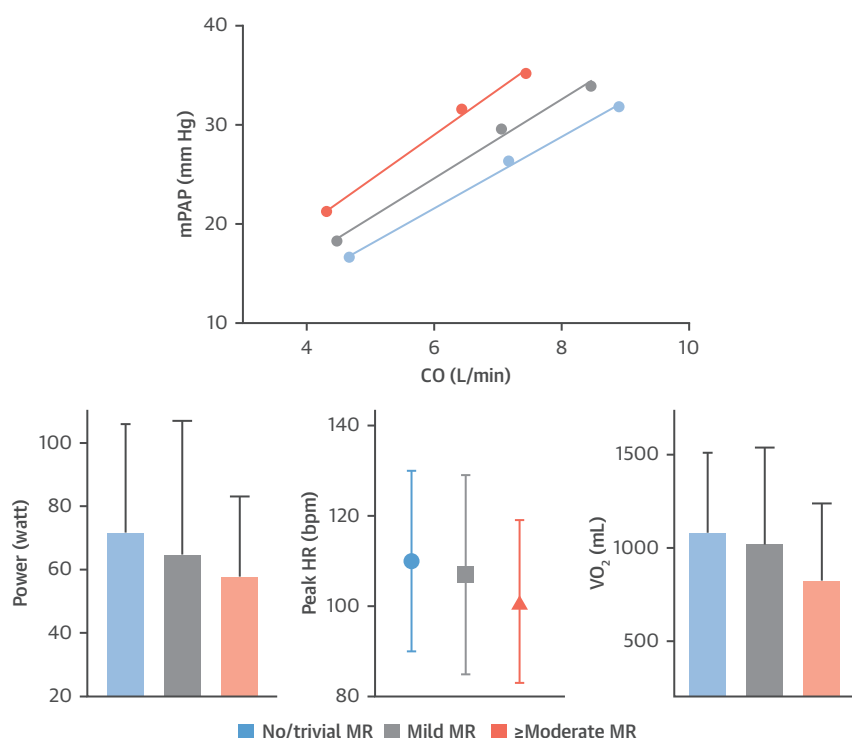 40
30
20
10
mPAP (mm Hg)
4 6 8 10
CO (L/min)
100
80
60
40
20
Power (watt)
140
120
100
80
Peak HR (bpm)
1500
1000
500
VO₂ (mL)
No/trivial MR Mild MR ≥Moderate MR